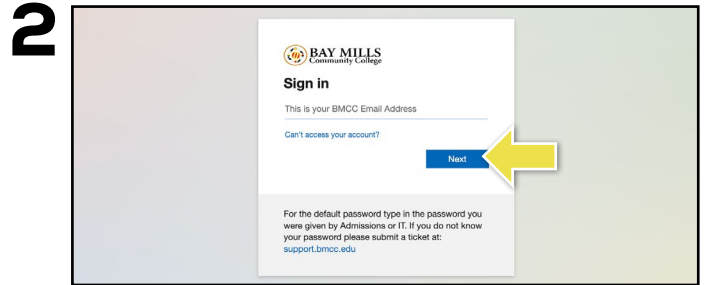 2
BAY MILLS
Community College
Sign in
This is your BMCC Email Address
Can't access your account?
Next
For the default password type in the password you
were given by Admissions or IT. If you do not know
your password please submit a ticket at:
support.bmcc.edu